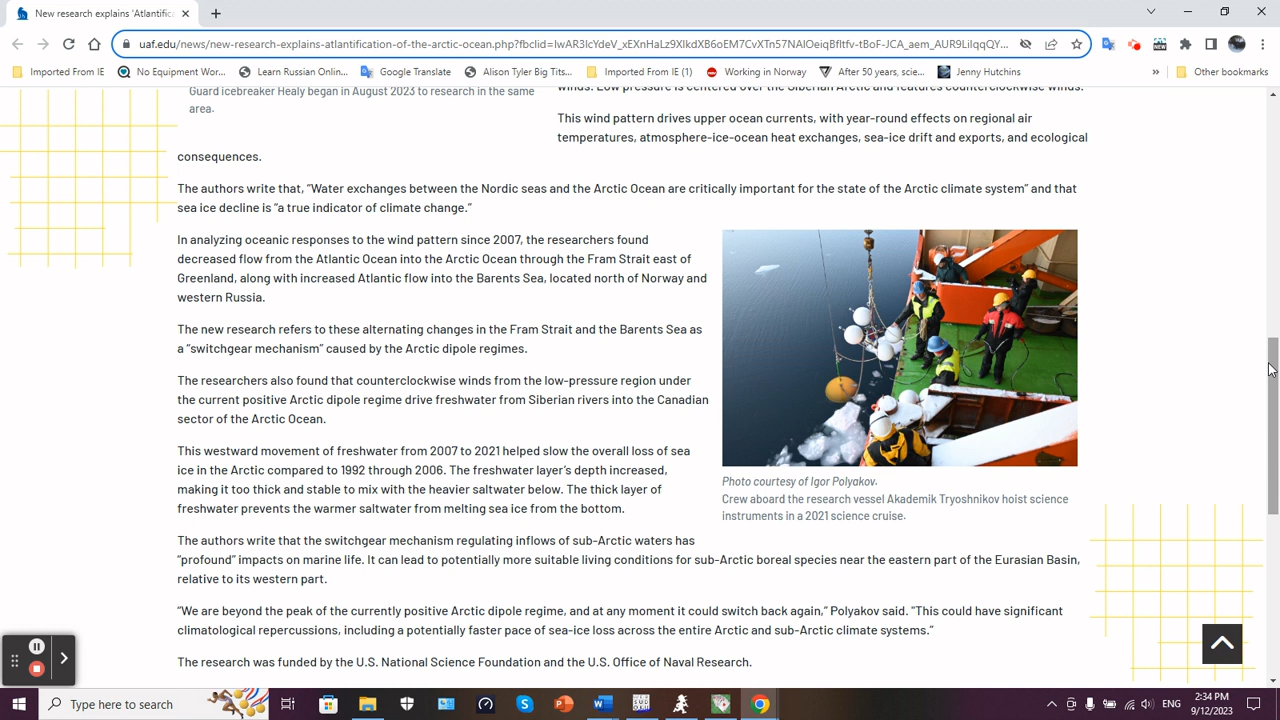 New research explains 'Atlantific
uaf.edu/news/new-research-explains-atlantification-of-the-arctic-ocean.php?fbclid=IwAR3IcYdeV_xEXnHaLz9XIkdXB6oEM7CvXTn57NAIOeiqBfltfv-tBoF-JCA_aem_AUR9LiIqqQY...
Imported From IE
No Equipment Wor...
Learn Russian Onlin...
Google Translate
Alison Tyler Big Tits...
Imported From IE (1)
Working in Norway
After 50 years, scie...
Jenny Hutchins
»
Other bookmarks
Guard icebreaker Healy began in August 2023 to research in the same
area.
winds. Low pressure is centered over the Siberian Arctic and features counterclockwise winds.
This wind pattern drives upper ocean currents, with year-round effects on regional air
temperatures, atmosphere-ice-ocean heat exchanges, sea-ice drift and exports, and ecological
consequences.
The authors write that, “Water exchanges between the Nordic seas and the Arctic Ocean are critically important for the state of the Arctic climate system” and that
sea ice decline is “a true indicator of climate change.”
In analyzing oceanic responses to the wind pattern since 2007, the researchers found
decreased flow from the Atlantic Ocean into the Arctic Ocean through the Fram Strait east of
Greenland, along with increased Atlantic flow into the Barents Sea, located north of Norway and
western Russia.
The new research refers to these alternating changes in the Fram Strait and the Barents Sea as
a “switchgear mechanism” caused by the Arctic dipole regimes.
The researchers also found that counterclockwise winds from the low-pressure region under
the current positive Arctic dipole regime drive freshwater from Siberian rivers into the Canadian
sector of the Arctic Ocean.
This westward movement of freshwater from 2007 to 2021 helped slow the overall loss of sea
ice in the Arctic compared to 1992 through 2006. The freshwater layer’s depth increased,
making it too thick and stable to mix with the heavier saltwater below. The thick layer of
freshwater prevents the warmer saltwater from melting sea ice from the bottom.
Photo courtesy of Igor Polyakov.
Crew aboard the research vessel Akademik Tryoshnikov hoist science
instruments in a 2021 science cruise.
The authors write that the switchgear mechanism regulating inflows of sub-Arctic waters has
“profound” impacts on marine life. It can lead to potentially more suitable living conditions for sub-Arctic boreal species near the eastern part of the Eurasian Basin,
relative to its western part.
“We are beyond the peak of the currently positive Arctic dipole regime, and at any moment it could switch back again,” Polyakov said. "This could have significant
climatological repercussions, including a potentially faster pace of sea-ice loss across the entire Arctic and sub-Arctic climate systems.”
The research was funded by the U.S. National Science Foundation and the U.S. Office of Naval Research.
Type here to search
ENG
2:34 PM
9/12/2023